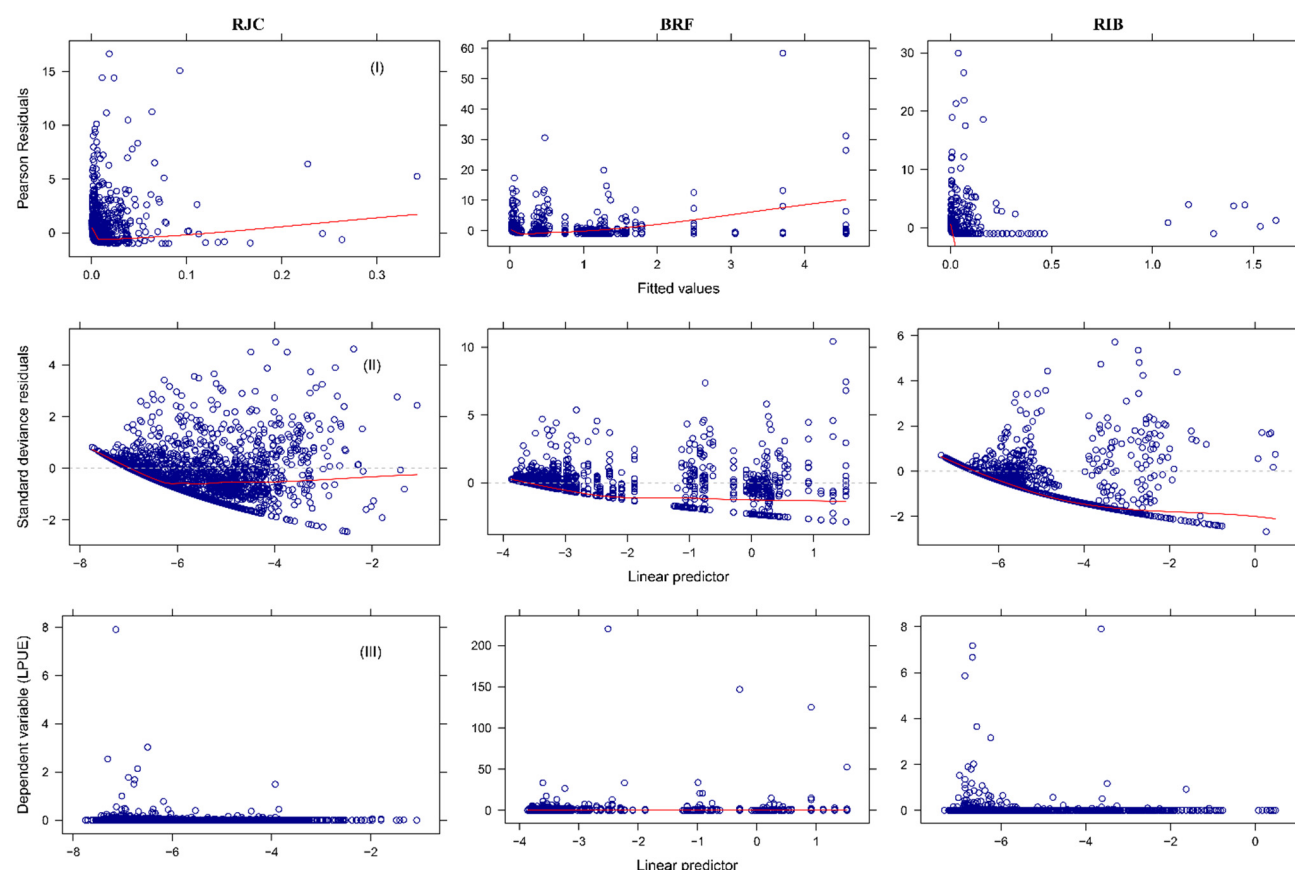 RJC BRF RIB
Pearson Residuals
(I)
15
10
5
0
0.0 0.1 0.2 0.3
60
50
40
30
20
10
0
0 1 2 3 4
Fitted values
30
20
10
0
0.0 0.5 1.0 1.5
Standard deviance residuals
(II)
4
2
0
−2
−8 −6 −4 −2
10
5
0
−4 −3 −2 −1 0 1
Linear predictor
6
4
2
0
−2
−6 −4 −2 0
Dependent variable (LPUE)
(III)
8
6
4
2
0
−8 −6 −4 −2
200
150
100
50
0
−4 −3 −2 −1 0 1
Linear predictor
8
6
4
2
0
−6 −4 −2 0